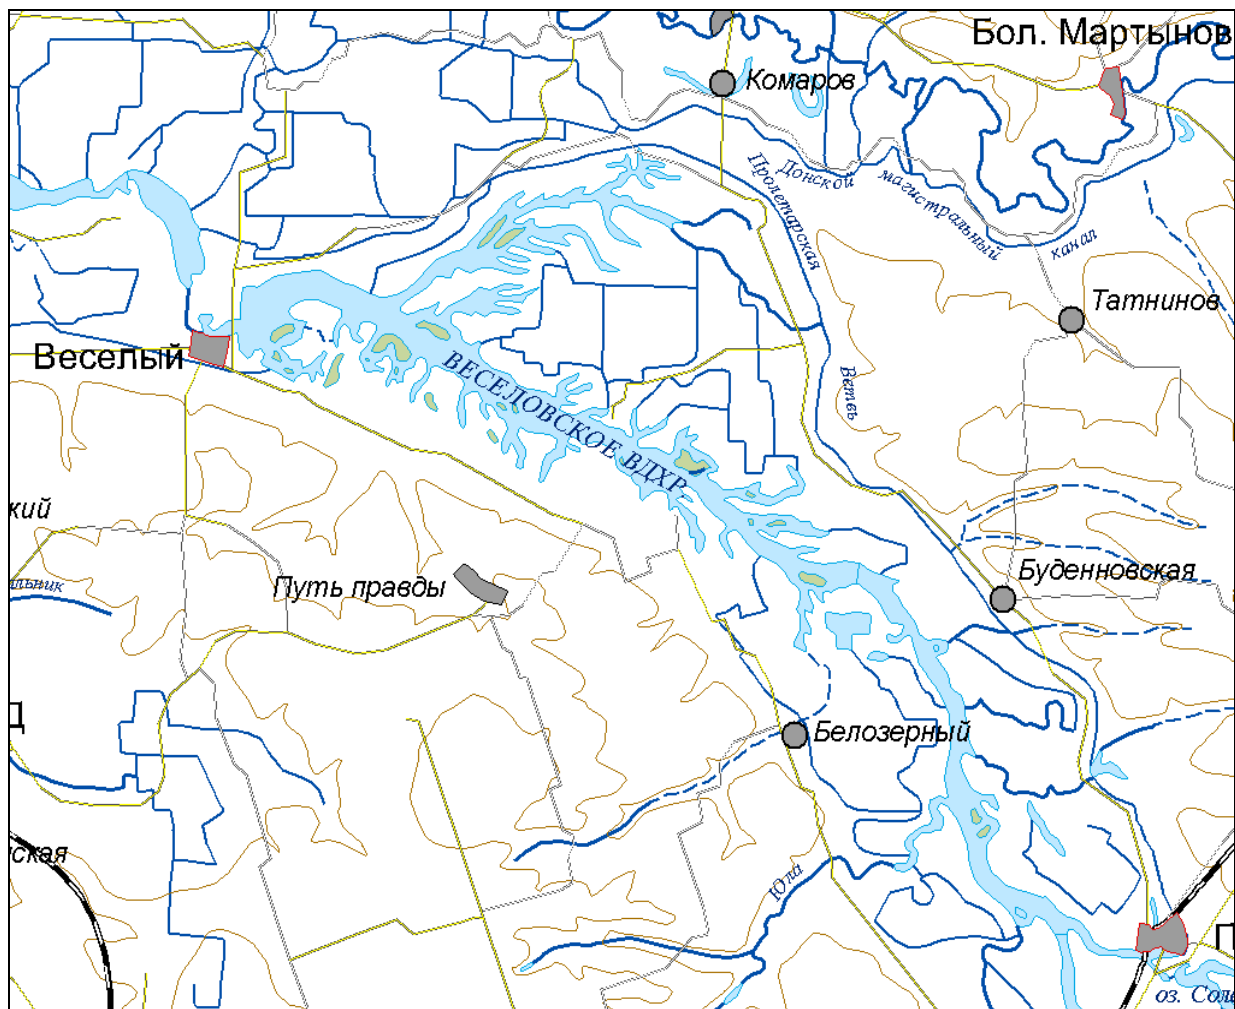 Бол. Мартынов
Комаров
Донской магистральный канал
Пролетарская Ветвь
Татнинов
Веселый
ВЕСЕЛОВСКОЕ ВДХР.
кий
льник
Путь правды
Буденновская
Д
Белозерный
ская
Юла
П
оз. Соле